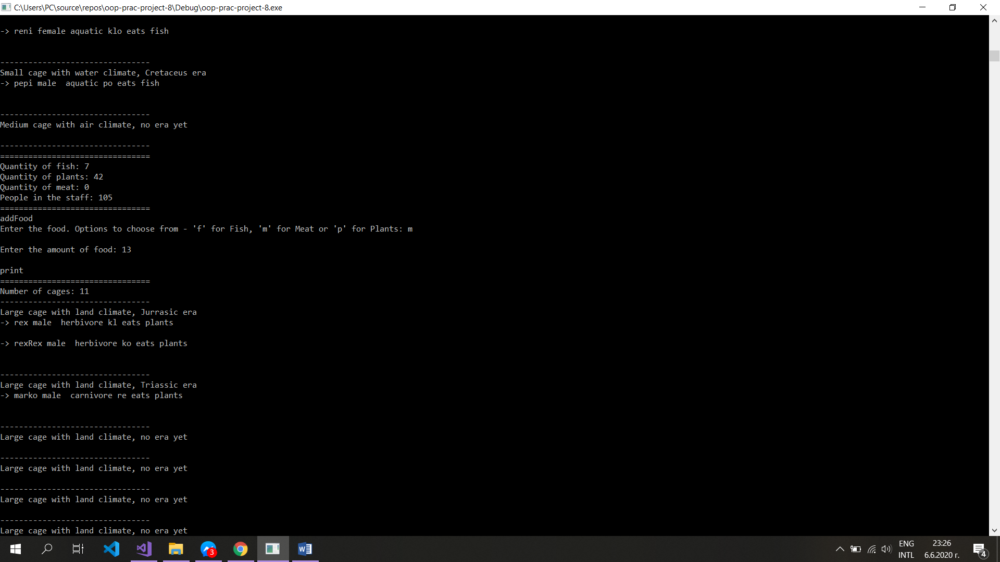 C:\Users\PC\source\repos\oop-prac-project-8\Debug\oop-prac-project-8.exe
-> reni female aquatic klo eats fish
--------------------------------
Small cage with water climate, Cretaceus era
-> pepi male  aquatic po eats fish
--------------------------------
Medium cage with air climate, no era yet
--------------------------------
================================
Quantity of fish: 7
Quantity of plants: 42
Quantity of meat: 0
People in the staff: 105
================================
addFood
Enter the food. Options to choose from - 'f' for Fish, 'm' for Meat or 'p' for Plants: m
Enter the amount of food: 13
print
================================
Number of cages: 11
--------------------------------
Large cage with land climate, Jurrasic era
-> rex male  herbivore kl eats plants
-> rexRex male  herbivore ko eats plants
--------------------------------
Large cage with land climate, Triassic era
-> marko male  carnivore re eats plants
--------------------------------
Large cage with land climate, no era yet
--------------------------------
Large cage with land climate, no era yet
--------------------------------
Large cage with land climate, no era yet
--------------------------------
Large cage with land climate, no era yet
3
W
ENG
INTL
23:26
6.6.2020 г.
4